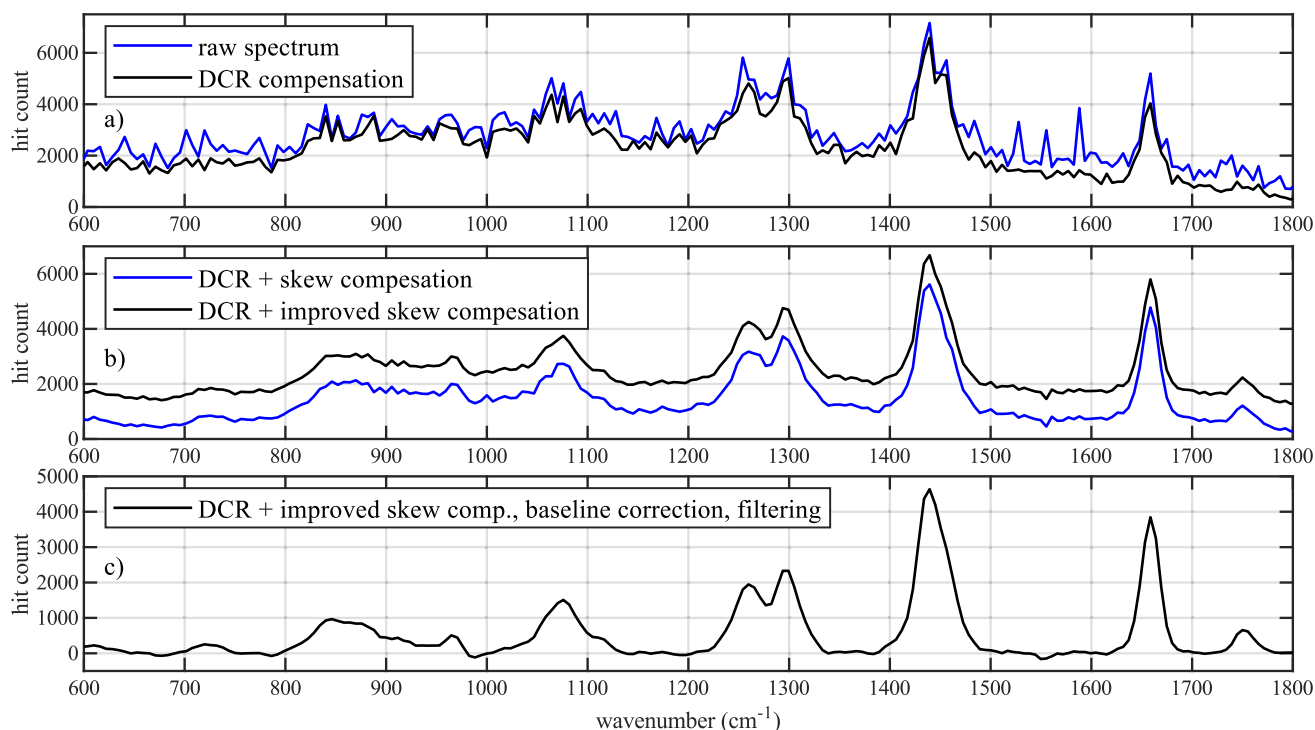 raw spectrum
DCR compensation
6000
4000
2000
0
hit count
a)
600 700 800 900 1000 1100 1200 1300 1400 1500 1600 1700 1800
DCR + skew compesation
DCR + improved skew compesation
6000
4000
2000
0
hit count
b)
600 700 800 900 1000 1100 1200 1300 1400 1500 1600 1700 1800
DCR + improved skew comp., baseline correction, filtering
5000
4000
3000
2000
1000
0
hit count
c)
600 700 800 900 1000 1100 1200 1300 1400 1500 1600 1700 1800
wavenumber (cm⁻¹)